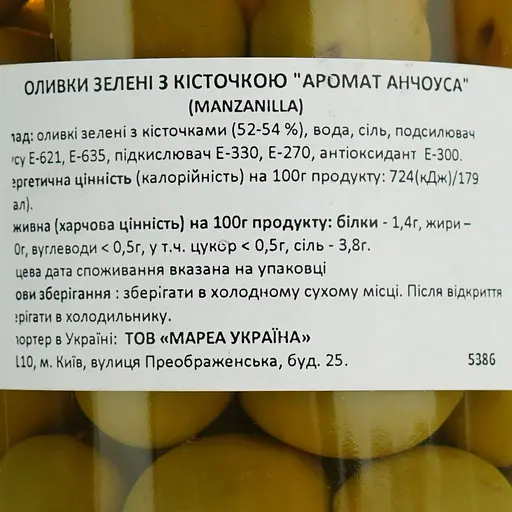 ОЛИВКИ ЗЕЛЕНІ З КІСТОЧКОЮ "АРОМАТ АНЧОУСА"
(MANZANILLA)
лад: оливкі зелені з кісточками (52-54 %), вода, сіль, подсилювач
усу Е-621, Е-635, підкислювач Е-330, Е-270, антіоксидант Е-300.
ергетична цінність (калорійність) на 100г продукту: 724(кДж)/179
ал).
живна (харчова цінність) на 100г продукту: білки - 1,4г, жири –
0г, вуглеводи < 0,5г, у т.ч. цукор < 0,5г, сіль - 3,8г.
цева дата споживання вказана на упаковці
ови зберігання : зберігати в холодному сухому місці. Після відкриття
ерігати в холодильнику.
портер в Україні: ТОВ «МАРЕА УКРАЇНА»
110, м. Київ, вулиця Преображенська, буд. 25. 5386